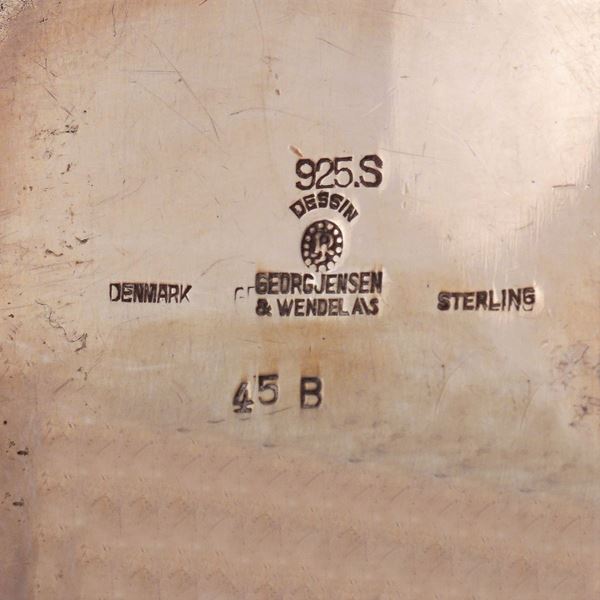 925.S
DESSIN
GEORG JENSEN
& WENDEL A/S
DENMARK
STERLING
45 B